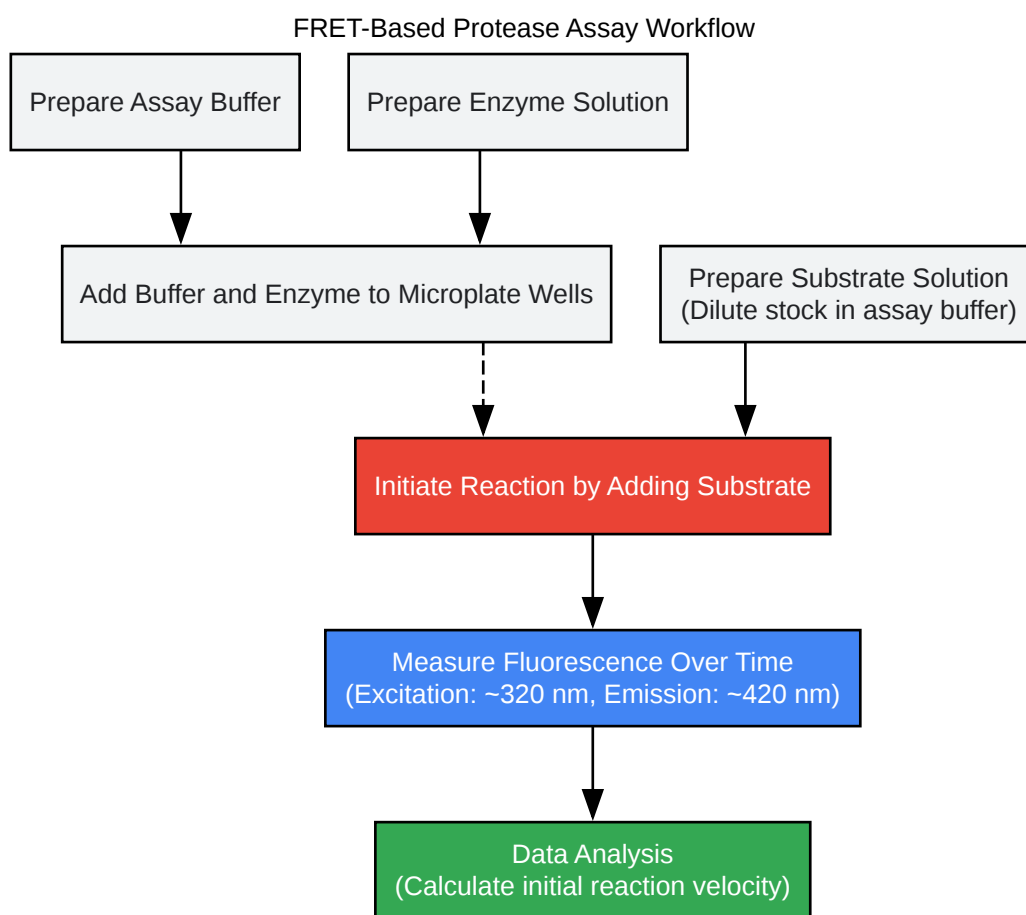 FRET-Based Protease Assay Workflow
Prepare Assay Buffer
Prepare Enzyme Solution
Add Buffer and Enzyme to Microplate Wells
Prepare Substrate Solution
(Dilute stock in assay buffer)
Initiate Reaction by Adding Substrate
Measure Fluorescence Over Time
(Excitation: ~320 nm, Emission: ~420 nm)
Data Analysis
(Calculate initial reaction velocity)